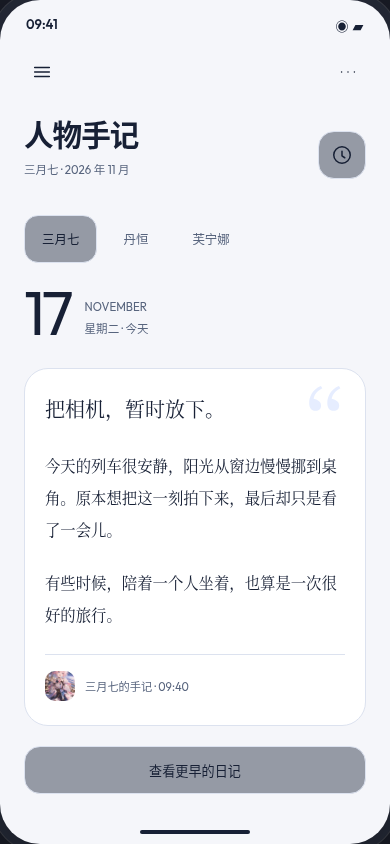 09:41
人物手记
三月七·2026 年 11 月
三月七 丹恒 芙宁娜
17
NOVEMBER
星期二·今天
“
把相机，暂时放下。
今天的列车很安静，阳光从窗边慢慢挪到桌
角。原本想把这一刻拍下来，最后却只是看
了一会儿。
有些时候，陪着一个人坐着，也算是一次很
好的旅行。
三月七的手记·09:40
查看更早的日记